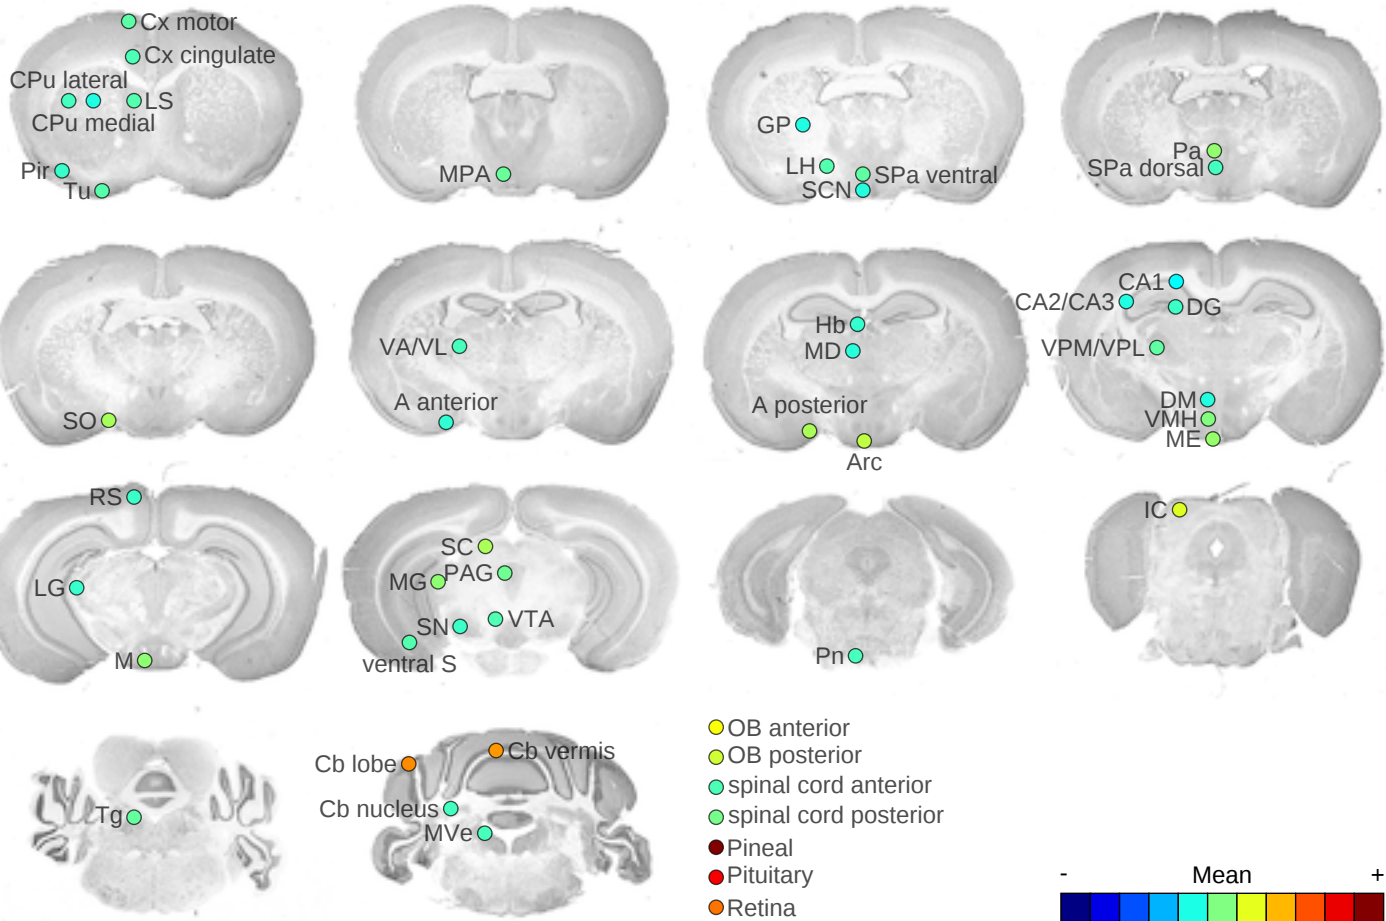 Cx motor
Cx cingulate
CPu lateral
LS
CPu medial
Pir
Tu
MPA
GP
LH
SPa ventral
SCN
Pa
SPa dorsal
SO
VA/VL
A anterior
Hb
MD
A posterior
Arc
CA1
CA2/CA3
DG
VPM/VPL
DM
VMH
ME
RS
LG
M
SC
MG
PAG
SN
VTA
ventral S
Pn
IC
Tg
Cb lobe
Cb vermis
Cb nucleus
MVe
OB anterior
OB posterior
spinal cord anterior
spinal cord posterior
Pineal
Pituitary
Retina
- Mean +